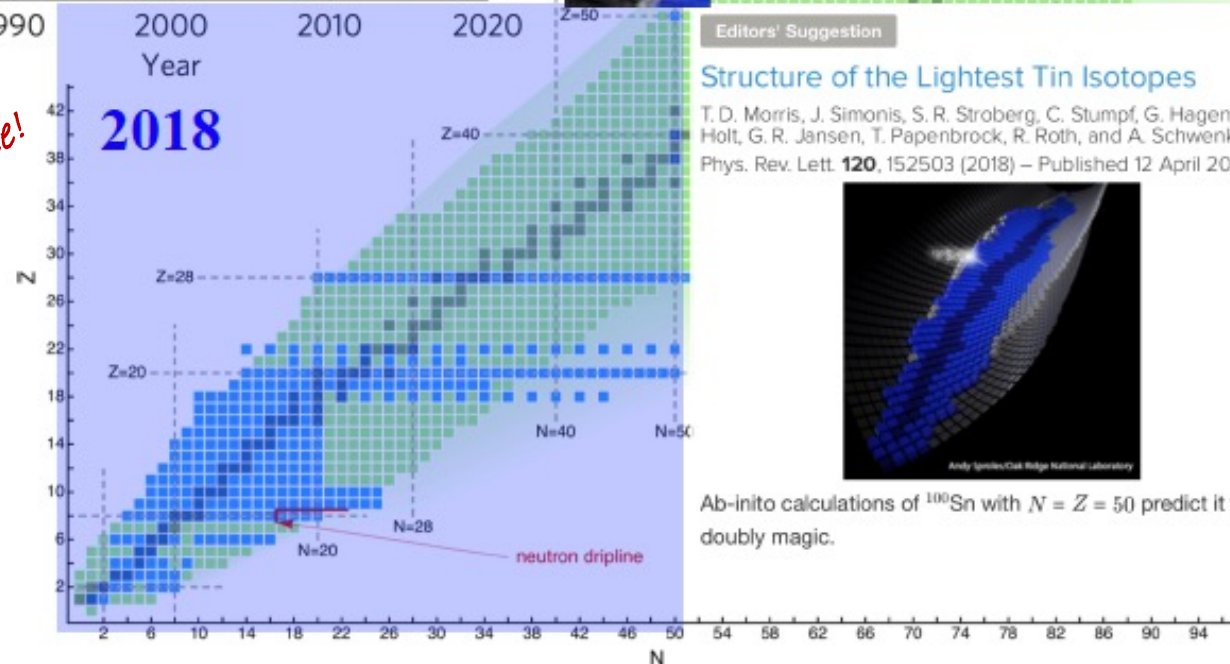 1990 2000 2010 2020
Year
2018
e!
Z=50
Z=40
Z=28
Z=20
42
38
34
30
26
22
18
14
10
6
2
Z
N=40
N=50
N=28
N=20
neutron dripline
2 6 10 14 18 22 26 30 34 38 42 46 50 54 58 62 66 70 74 78 82 86 90 94
N
Editors' Suggestion
Structure of the Lightest Tin Isotopes
T. D. Morris, J. Simonis, S. R. Stroberg, C. Stumpf, G. Hagen
Holt, G. R. Jansen, T. Papenbrock, R. Roth, and A. Schwenk
Phys. Rev. Lett. 120, 152503 (2018) – Published 12 April 20
Andy Sproles/Oak Ridge National Laboratory
Ab-inito calculations of ¹⁰⁰Sn with N = Z = 50 predict it
doubly magic.